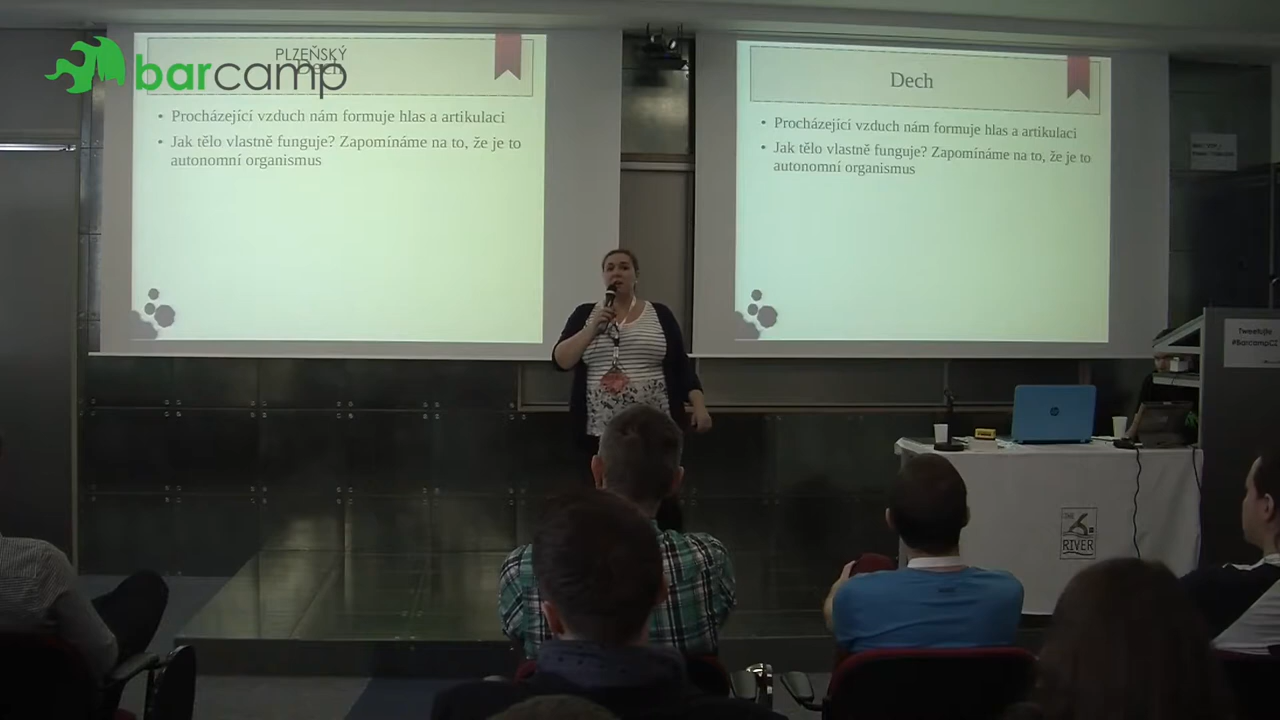 PLZEŇSKÝ
barcamp
• Procházející vzduch nám formuje hlas a artikulaci
• Jak tělo vlastně funguje? Zapomínáme na to, že je to
autonomní organismus
Dech
• Procházející vzduch nám formuje hlas a artikulaci
• Jak tělo vlastně funguje? Zapomínáme na to, že je to
autonomní organismus
Tweetujte
#BarcampCZ
hp
RIVER